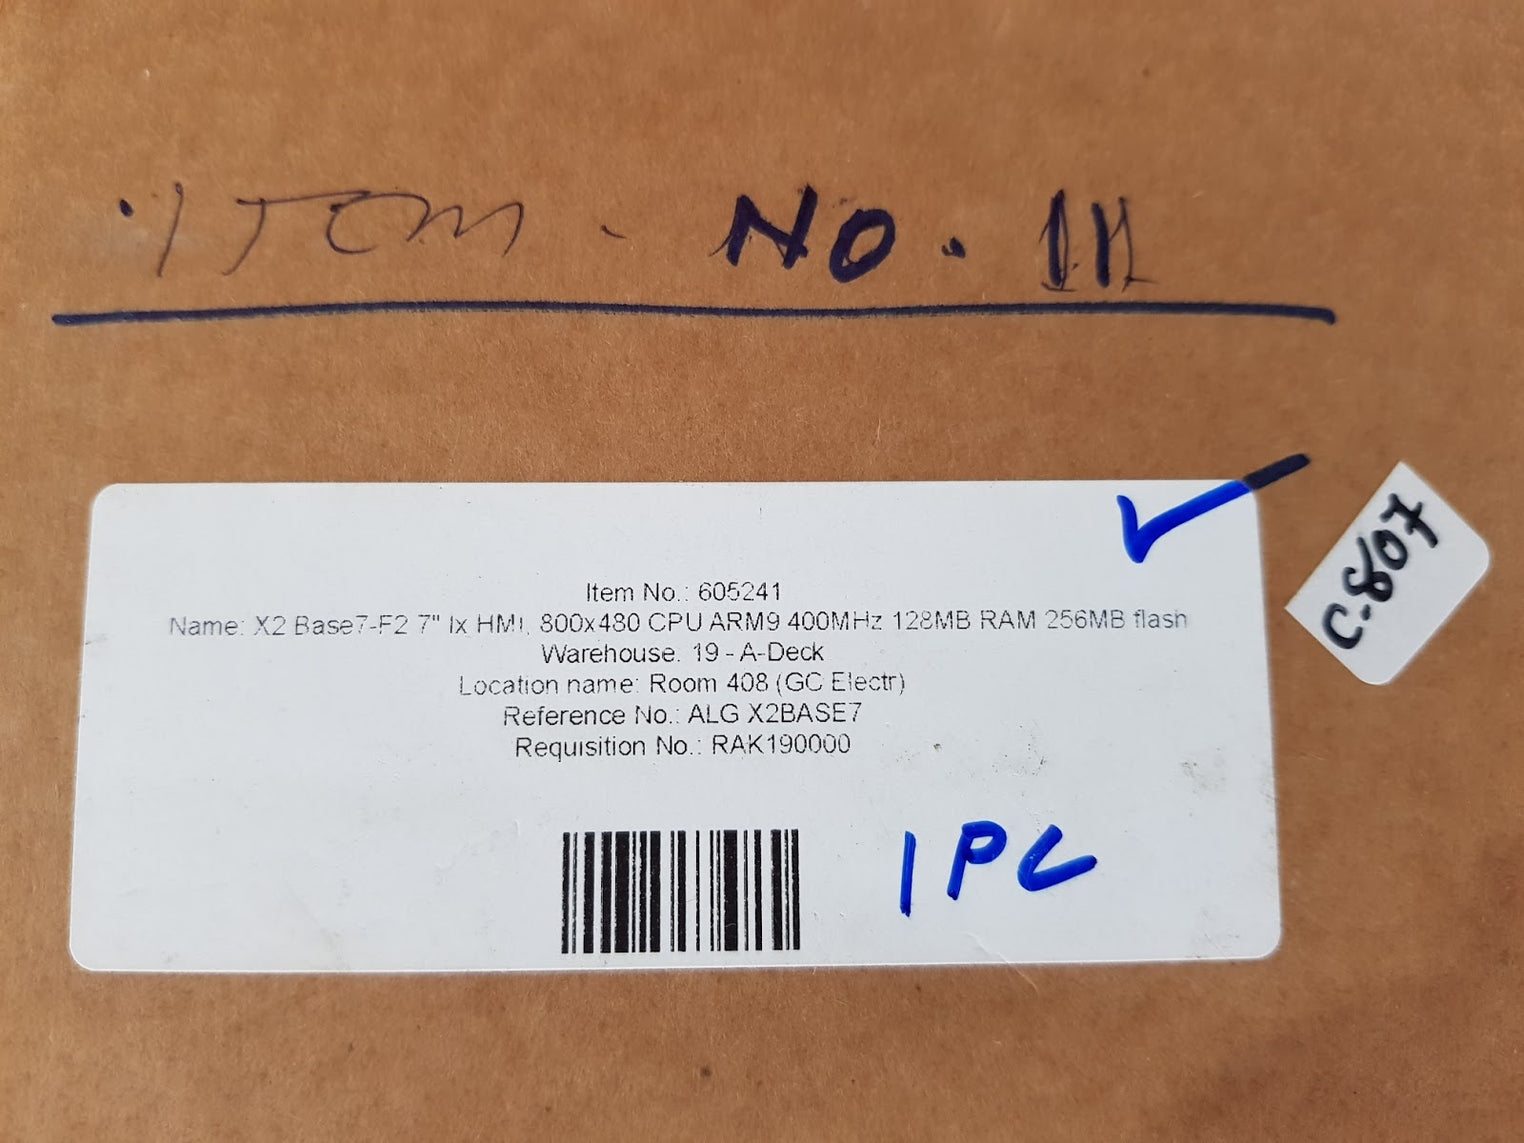 ITEM. NO. 11
Item No.: 605241
Name: X2 Base7-F2 7" Ix HMI, 800x480 CPU ARM9 400MHz 128MB RAM 256MB flash
Warehouse: 19 - A-Deck
Location name: Room 408 (GC Electr)
Reference No.: ALG X2BASE7
Requisition No.: RAK190000
1 PC
C-807